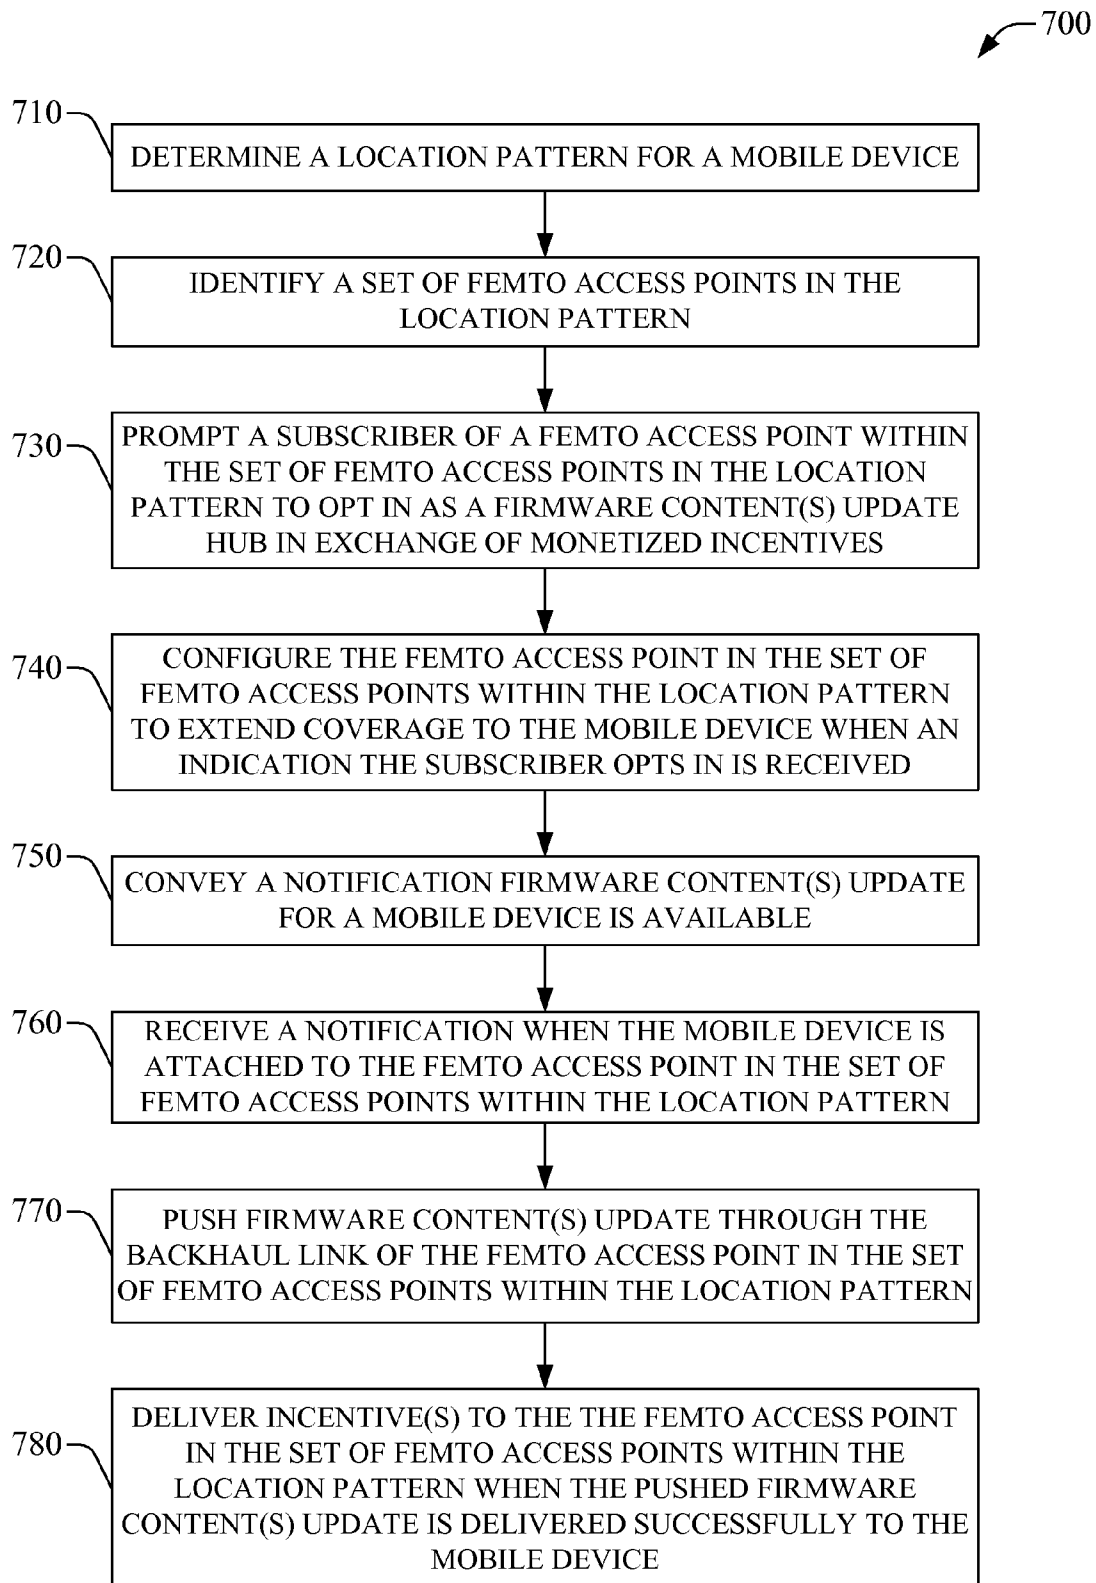 700
710
DETERMINE A LOCATION PATTERN FOR A MOBILE DEVICE
720
IDENTIFY A SET OF FEMTO ACCESS POINTS IN THE
LOCATION PATTERN
730
PROMPT A SUBSCRIBER OF A FEMTO ACCESS POINT WITHIN
THE SET OF FEMTO ACCESS POINTS IN THE LOCATION
PATTERN TO OPT IN AS A FIRMWARE CONTENT(S) UPDATE
HUB IN EXCHANGE OF MONETIZED INCENTIVES
740
CONFIGURE THE FEMTO ACCESS POINT IN THE SET OF
FEMTO ACCESS POINTS WITHIN THE LOCATION PATTERN
TO EXTEND COVERAGE TO THE MOBILE DEVICE WHEN AN
INDICATION THE SUBSCRIBER OPTS IN IS RECEIVED
750
CONVEY A NOTIFICATION FIRMWARE CONTENT(S) UPDATE
FOR A MOBILE DEVICE IS AVAILABLE
760
RECEIVE A NOTIFICATION WHEN THE MOBILE DEVICE IS
ATTACHED TO THE FEMTO ACCESS POINT IN THE SET OF
FEMTO ACCESS POINTS WITHIN THE LOCATION PATTERN
770
PUSH FIRMWARE CONTENT(S) UPDATE THROUGH THE
BACKHAUL LINK OF THE FEMTO ACCESS POINT IN THE SET
OF FEMTO ACCESS POINTS WITHIN THE LOCATION PATTERN
780
DELIVER INCENTIVE(S) TO THE THE FEMTO ACCESS POINT
IN THE SET OF FEMTO ACCESS POINTS WITHIN THE
LOCATION PATTERN WHEN THE PUSHED FIRMWARE
CONTENT(S) UPDATE IS DELIVERED SUCCESSFULLY TO THE
MOBILE DEVICE